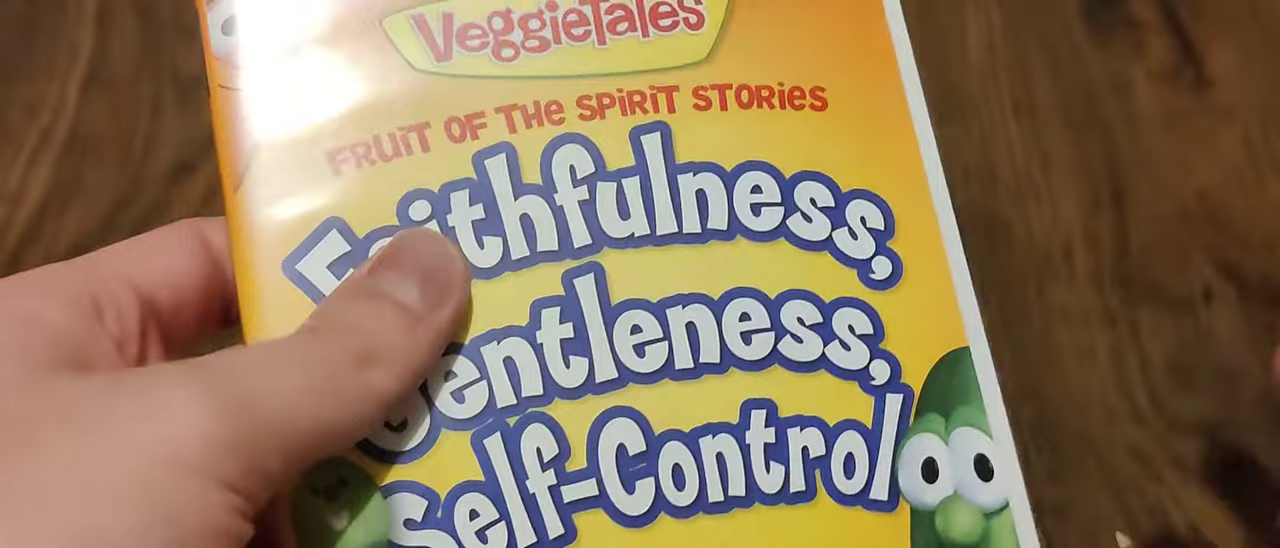 VeggieTales
FRUIT OF THE SPIRIT STORIES
Faithfulness,
Gentleness,
Self-Control